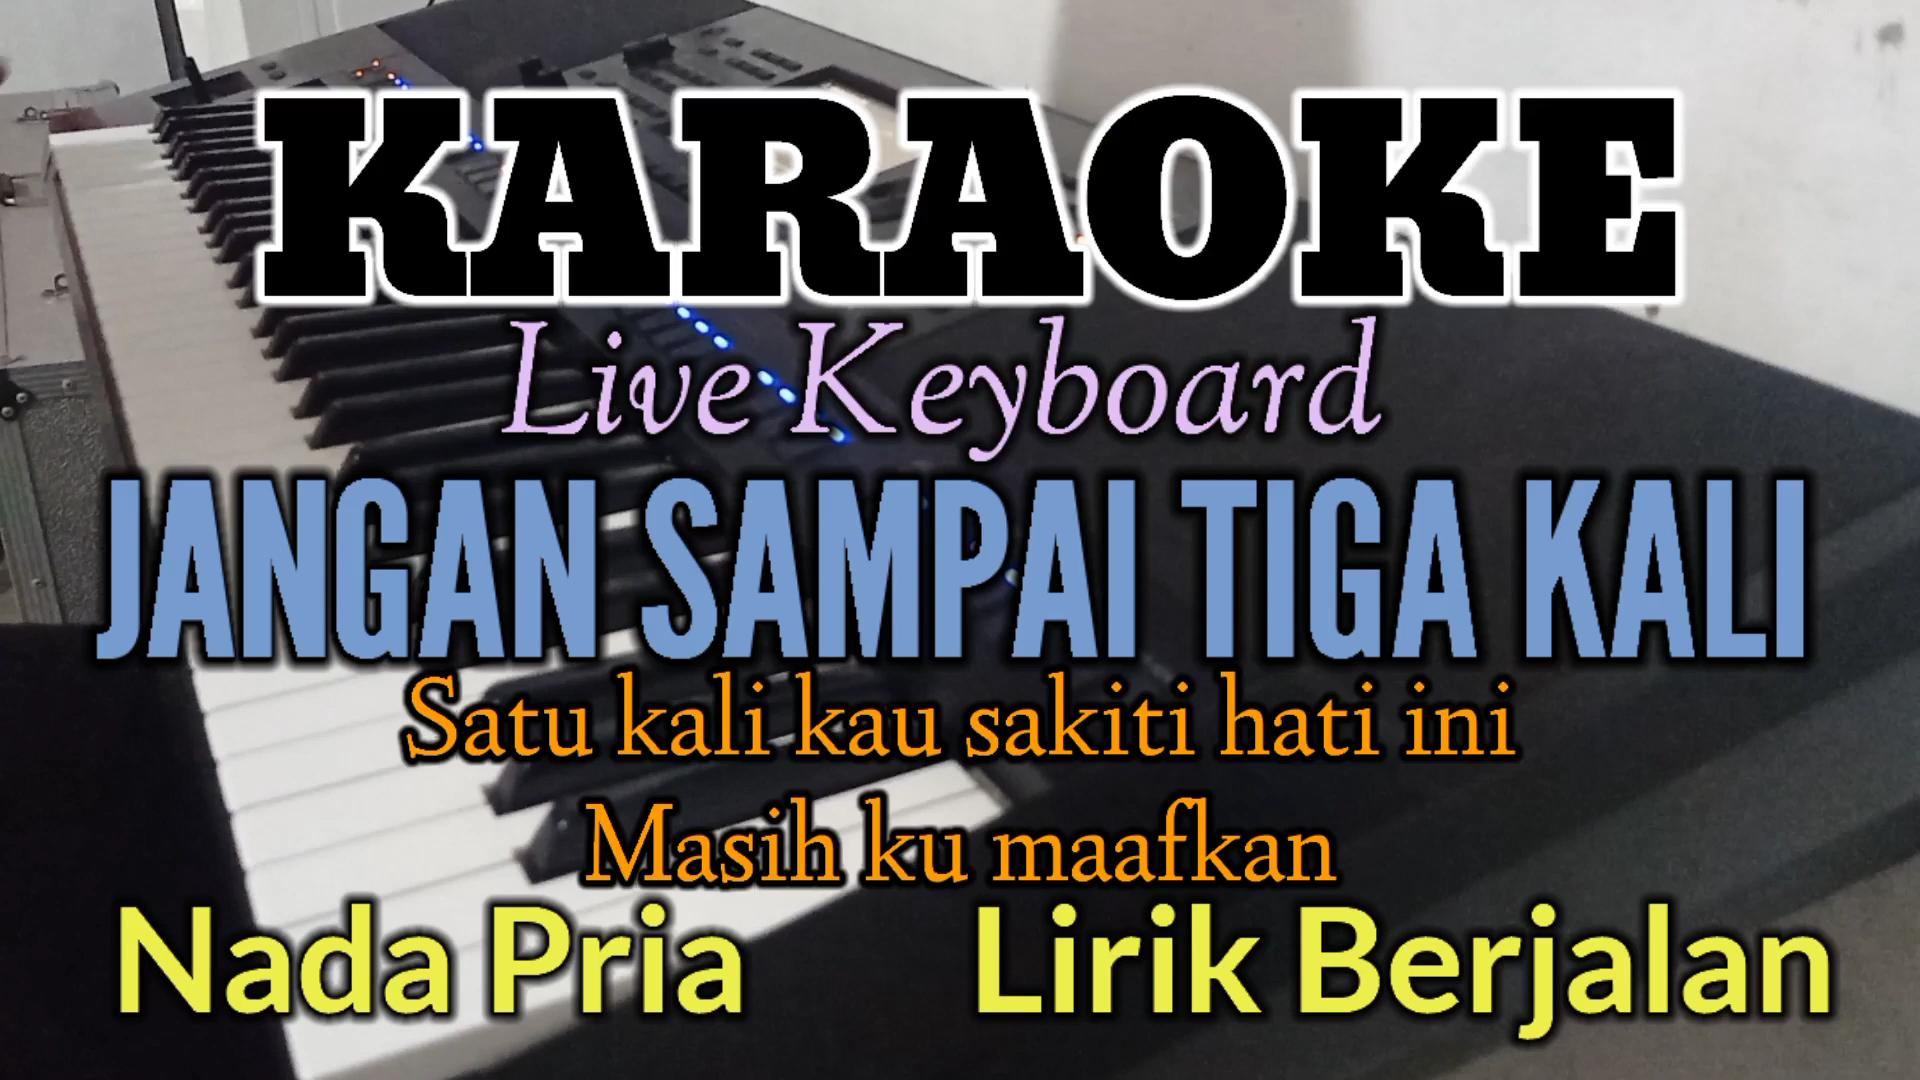 KARAOKE
Live Keyboard
JANGAN SAMPAI TIGA KALI
Satu kali kau sakiti hati ini
Masih ku maafkan
Nada Pria Lirik Berjalan